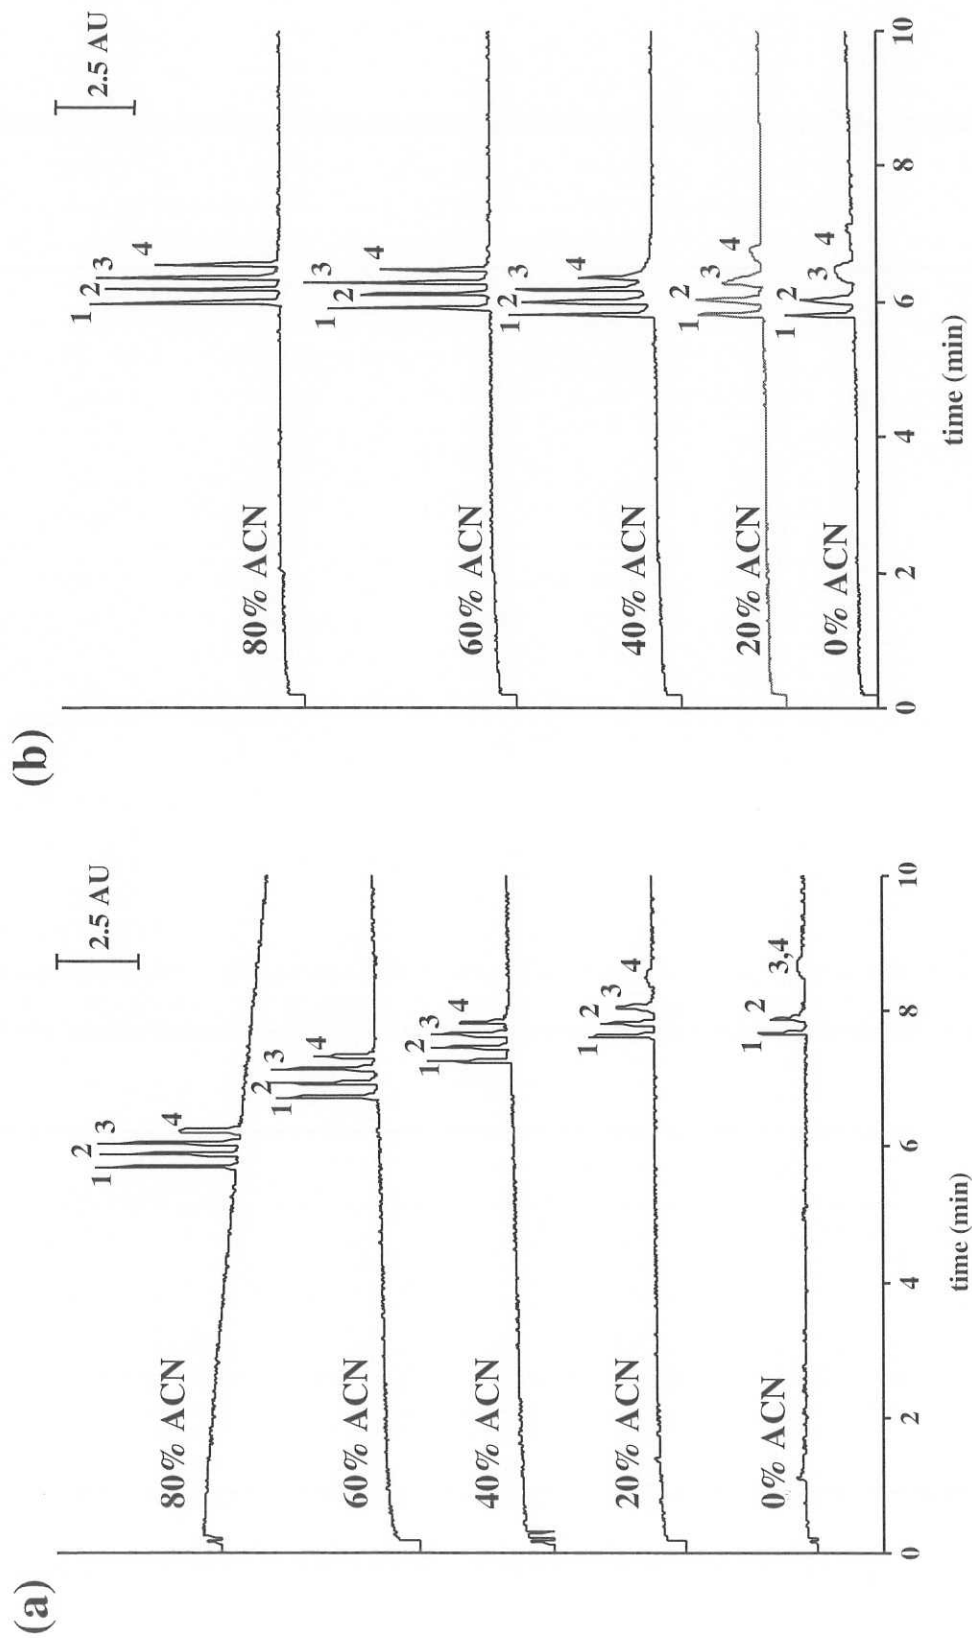 (a)
2.5 AU
80% ACN
1 2 3 4
60% ACN
1 2 3 4
40% ACN
1 2 3 4
20% ACN
1 2 3 4
0% ACN
1 2 3,4
0 2 4 6 8 10
time (min)
(b)
2.5 AU
80% ACN
1 2 3 4
60% ACN
1 2 3 4
40% ACN
1 2 3 4
20% ACN
1 2 3 4
0% ACN
1 2 3 4
0 2 4 6 8 10
time (min)